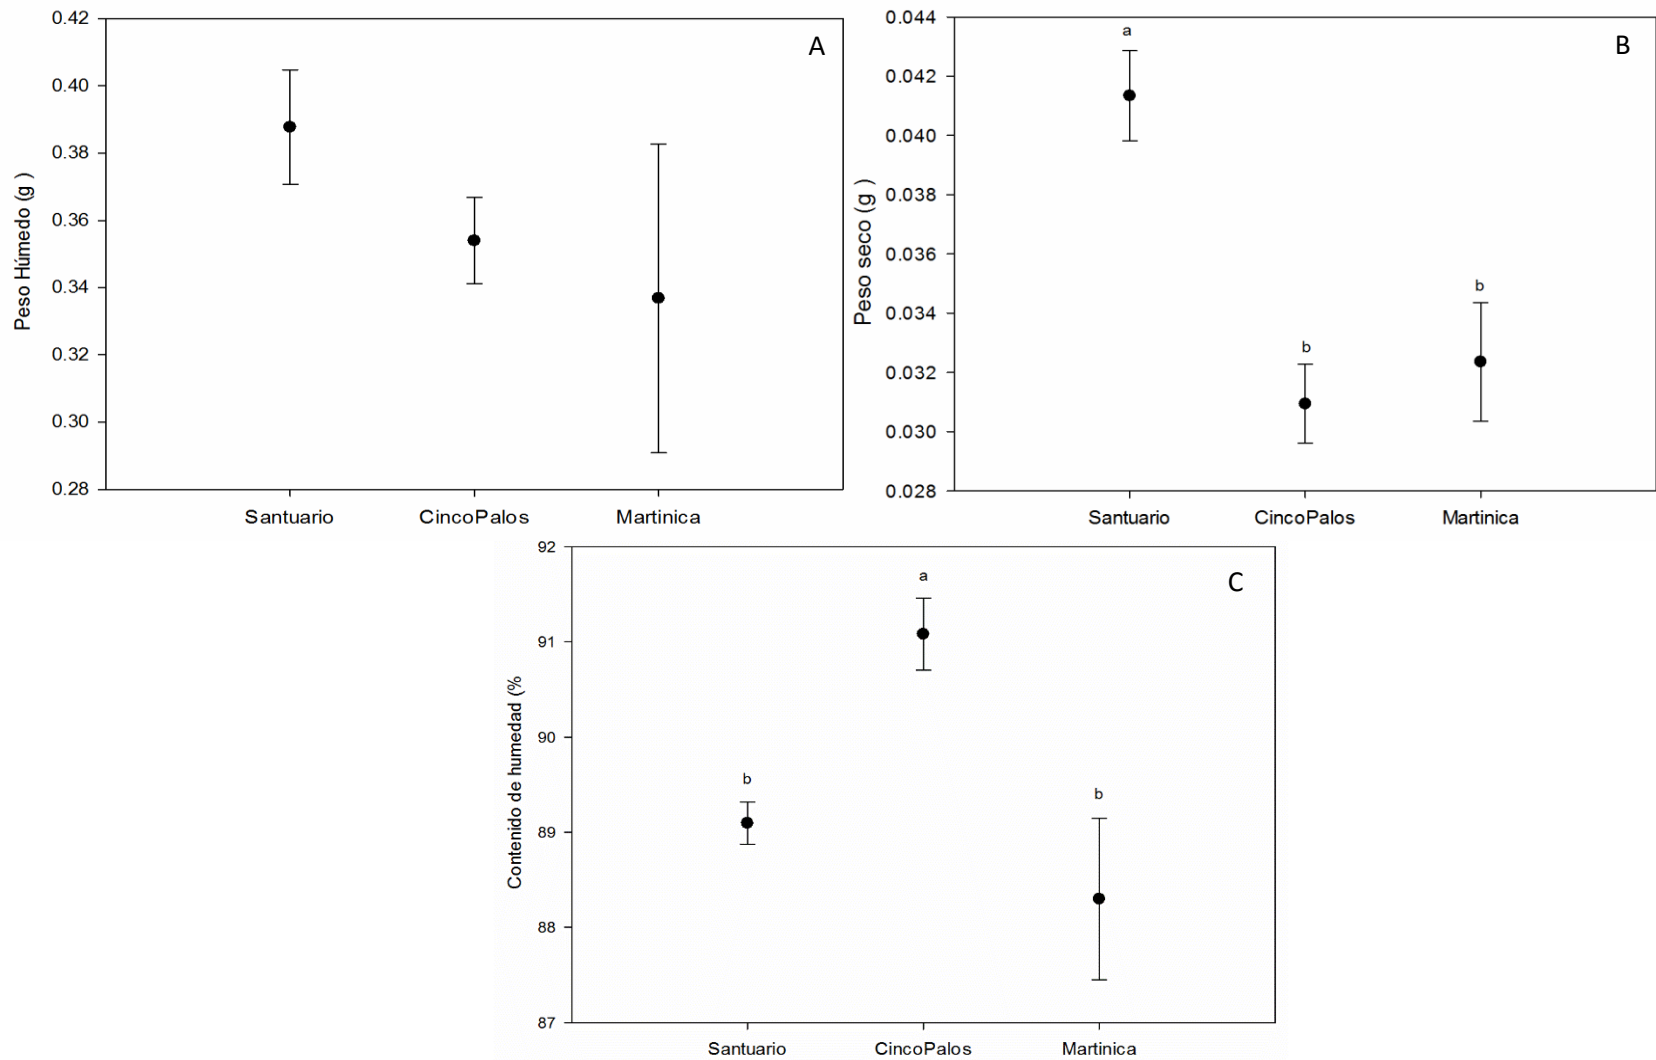 A
Peso Húmedo (g )
0.42
0.40
0.38
0.36
0.34
0.32
0.30
0.28
Santuario CincoPalos Martinica
B
Peso seco (g )
0.044
0.042
0.040
0.038
0.036
0.034
0.032
0.030
0.028
a
b
b
Santuario CincoPalos Martinica
C
Contenido de humedad (%
92
91
90
89
88
87
b
a
b
Santuario CincoPalos Martinica